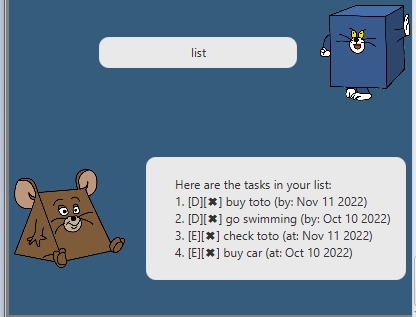 list
Here are the tasks in your list:
1. [D][✖] buy toto (by: Nov 11 2022)
2. [D][✖] go swimming (by: Oct 10 2022)
3. [E][✖] check toto (at: Nov 11 2022)
4. [E][✖] buy car (at: Oct 10 2022)